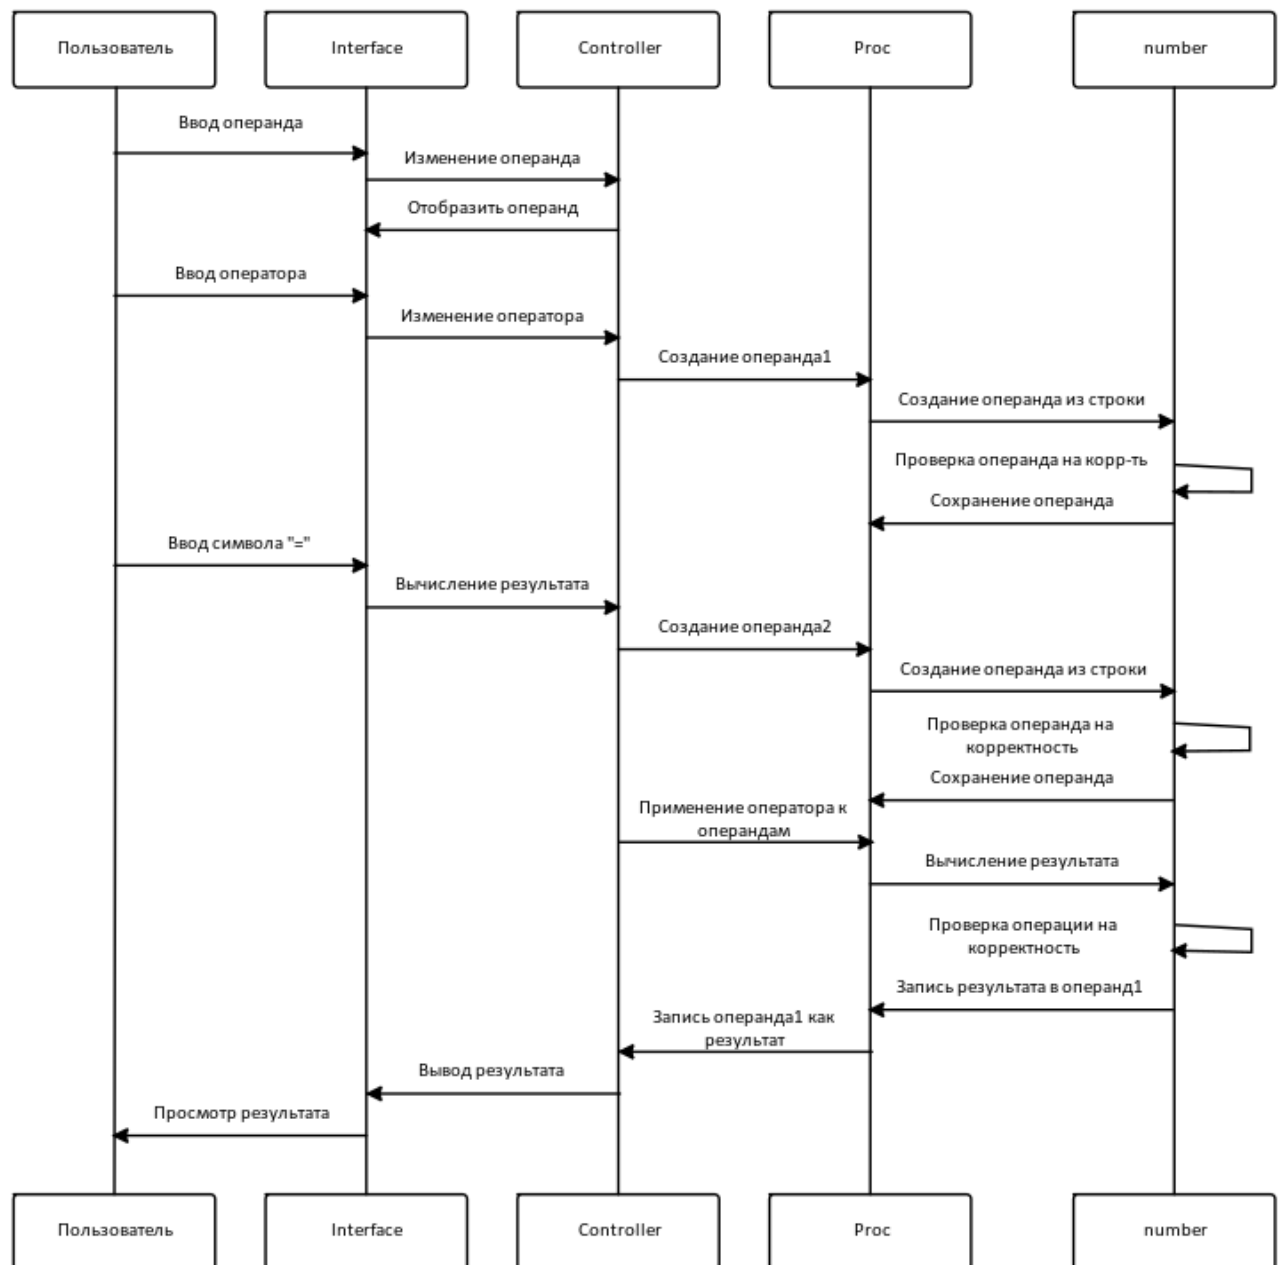 Пользователь
Interface
Controller
Proc
number
Ввод операнда
Изменение операнда
Отобразить операнд
Ввод оператора
Изменение оператора
Создание операнда1
Создание операнда из строки
Проверка операнда на корр-ть
Сохранение операнда
Ввод символа "="
Вычисление результата
Создание операнда2
Создание операнда из строки
Проверка операнда на
корректность
Сохранение операнда
Применение оператора к
операндам
Вычисление результата
Проверка операции на
корректность
Запись результата в операнд1
Запись операнда1 как
результат
Вывод результата
Просмотр результата
Пользователь
Interface
Controller
Proc
number